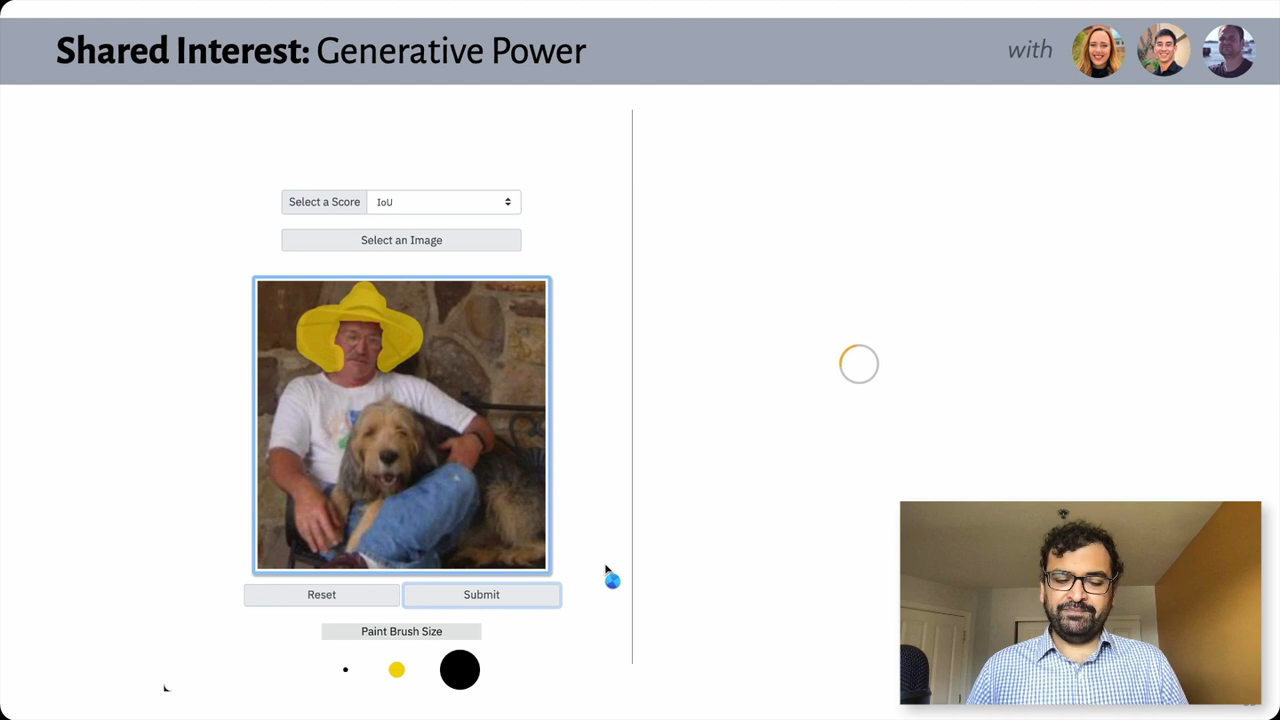 Shared Interest: Generative Power
with
Select a Score
IoU
Select an Image
Reset
Submit
Paint Brush Size